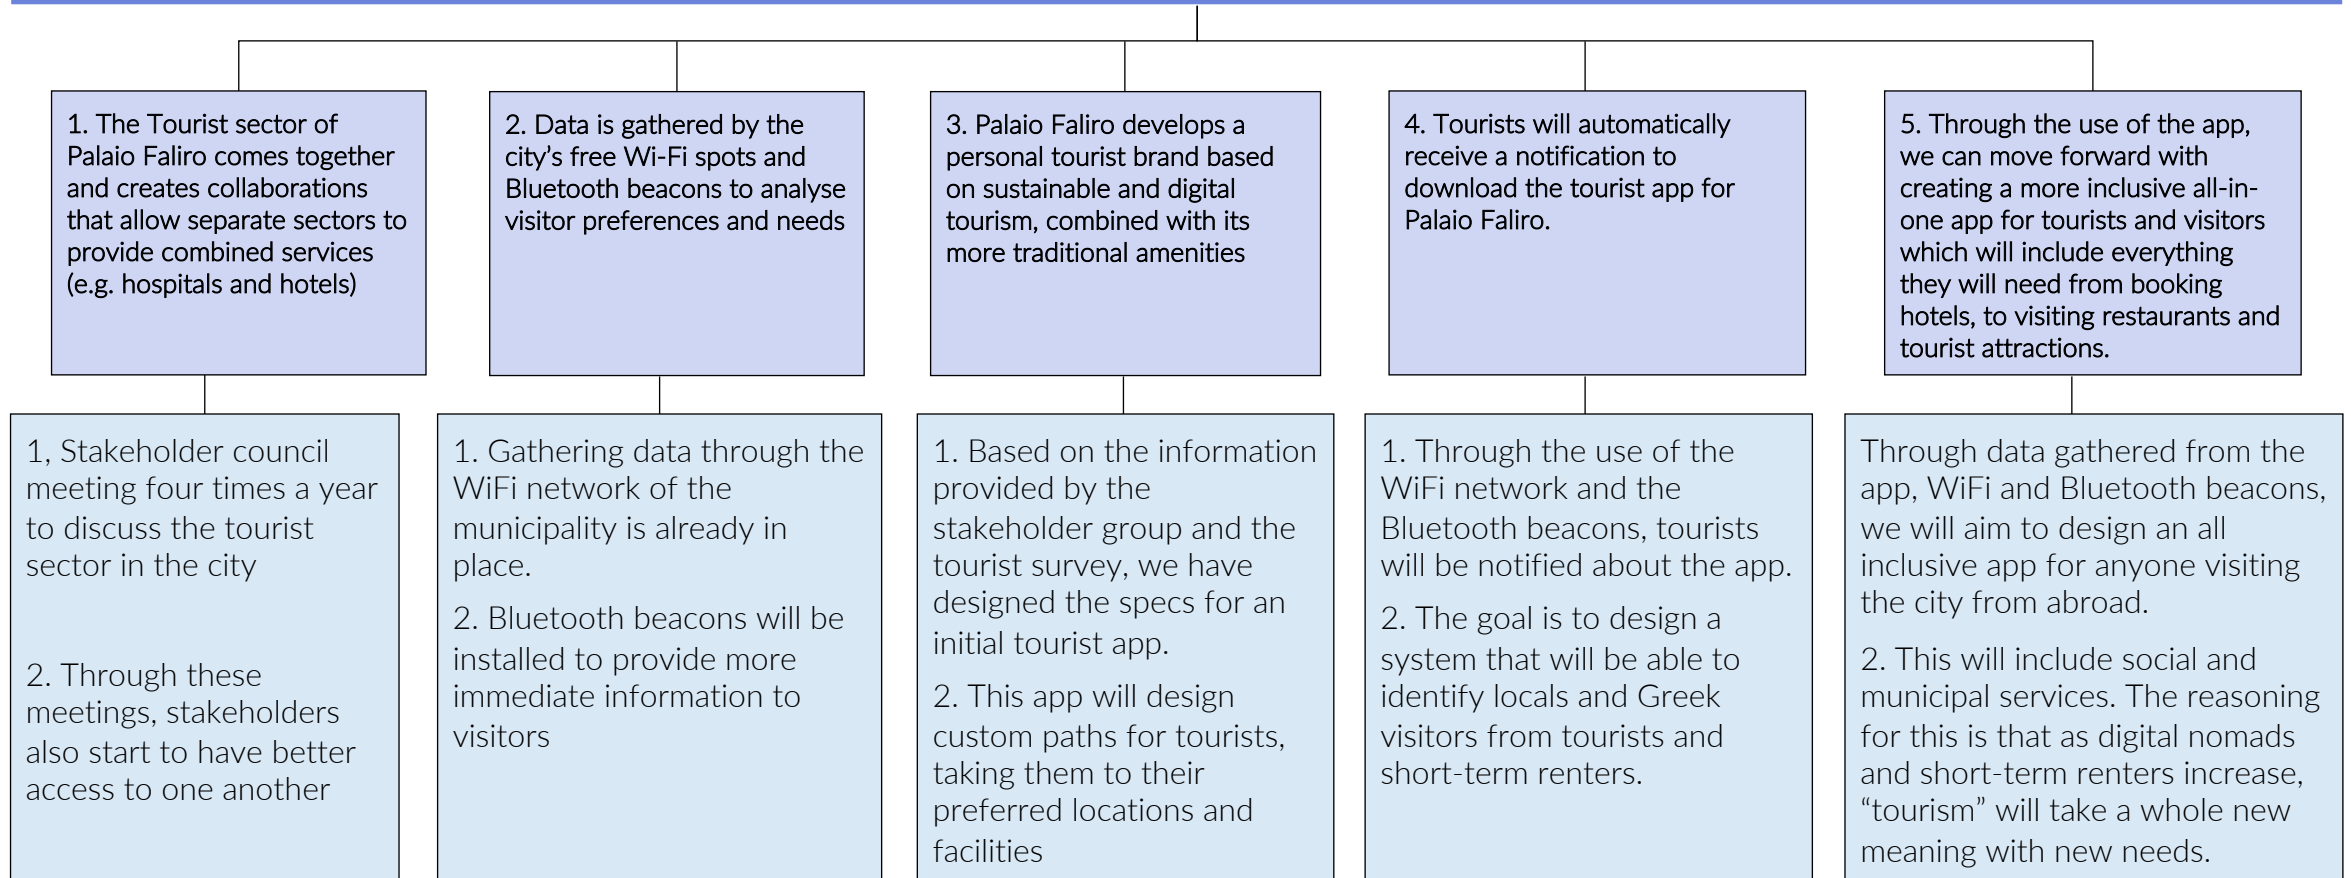 1. The Tourist sector of
Palaio Faliro comes together
and creates collaborations
that allow separate sectors to
provide combined services
(e.g. hospitals and hotels)
2. Data is gathered by the
city's free Wi-Fi spots and
Bluetooth beacons to analyse
visitor preferences and needs
3. Palaio Faliro develops a
personal tourist brand based
on sustainable and digital
tourism, combined with its
more traditional amenities
4. Tourists will automatically
receive a notification to
download the tourist app for
Palaio Faliro.
5. Through the use of the app,
we can move forward with
creating a more inclusive all-in-
one app for tourists and visitors
which will include everything
they will need from booking
hotels, to visiting restaurants and
tourist attractions.
1, Stakeholder council
meeting four times a year
to discuss the tourist
sector in the city
2. Through these
meetings, stakeholders
also start to have better
access to one another
1. Gathering data through the
WiFi network of the
municipality is already in
place.
2. Bluetooth beacons will be
installed to provide more
immediate information to
visitors
1. Based on the information
provided by the
stakeholder group and the
tourist survey, we have
designed the specs for an
initial tourist app.
2. This app will design
custom paths for tourists,
taking them to their
preferred locations and
facilities
1. Through the use of the
WiFi network and the
Bluetooth beacons, tourists
will be notified about the app.
2. The goal is to design a
system that will be able to
identify locals and Greek
visitors from tourists and
short-term renters.
Through data gathered from the
app, WiFi and Bluetooth beacons,
we will aim to design an all
inclusive app for anyone visiting
the city from abroad.
2. This will include social and
municipal services. The reasoning
for this is that as digital nomads
and short-term renters increase,
“tourism” will take a whole new
meaning with new needs.